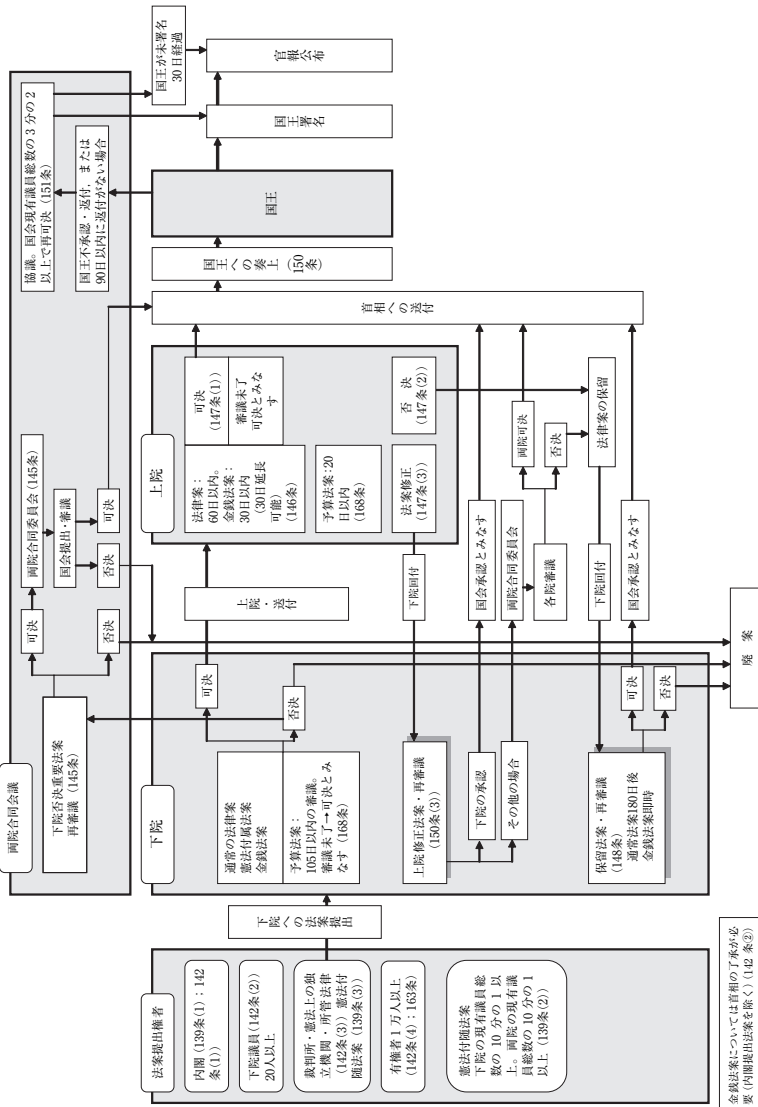 法案提出権者
内閣（139条(1)：142
条(1)）
下院議員（142条(2)）
20人以上
裁判所・憲法上の独
立機関・所管法律
（142条(3)）憲法付
随法案（139条(3)）
有権者1万人以上
（142条(4)：163条）
憲法付随法案
下院の現有議員総
数の10分の1以
上。両院の現有議
員総数の10分の1
以上（139条(2)）
金銭法案については首相の了承が必
要（内閣提出法案を除く）（142条②）
下院への法案提出
両院合同会議
下院否決重要法案
再審議（145条）
可決
否決
両院合同委員会（145条）
国会提出・審議
否決
可決
協議。国会現有議員総数の3分の2
以上で再可決（151条）
国王不承認・返付，または
90日以内に返付がない場合
下院
通常の法律案
憲法付属法案
金銭法案
予算法案：
105日以内の審議。
審議未了→可決とみ
なす（168条）
可決
否決
上院修正法案・再審議
（150条(3)）
下院の承認
その他の場合
保留法案・再審議
（148条）
通常法案180日後
金銭法案即時
可決
否決
廃案
上院・送付
下院回付
国会承認とみなす
両院合同委員会
各院審議
下院回付
国会承認とみなす
上院
法律案：
60日以内。
金銭法案：
30日以内
（30日延長
可能）
（146条）
可決
（147条(1)）
審議未了
可決とみな
す
予算法案：20
日以内
（168条）
法案修正
（147条(3)）
否決
（147条(2)）
両院可決
否決
法律案の保留
首相への送付
国王への奏上（150
条）
国王
国王署名
国王が未署名
30日経過
官報公布